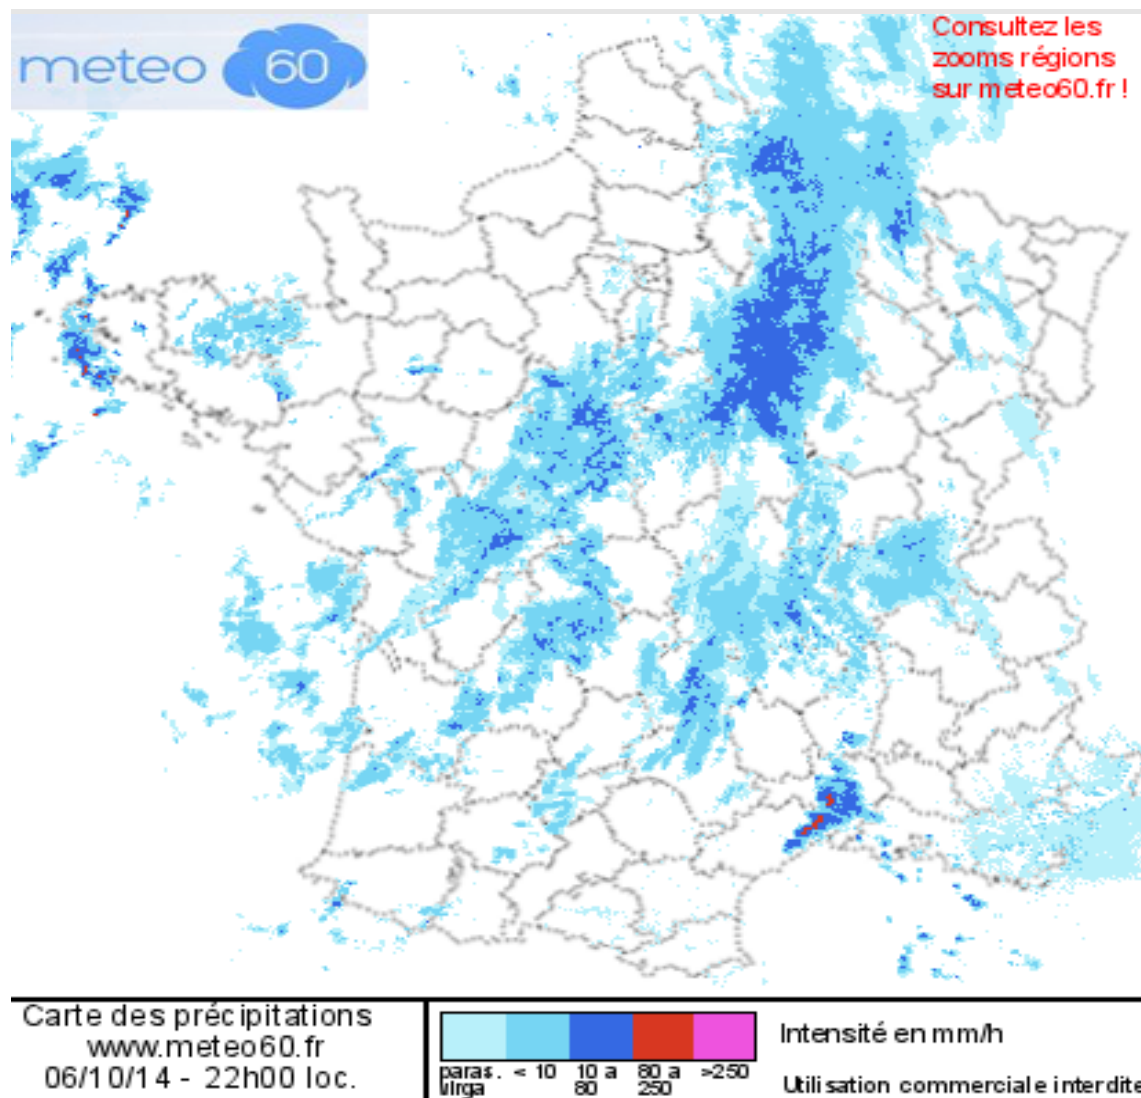 meteo 60
Consultez les
zooms régions
sur meteo60.fr !
Carte des précipitations
www.meteo60.fr
06/10/14 - 22h00 loc.
paras. < 10 10 a 80 a >250
virga 80 250
Intensité en mm/h
Utilisation commerciale interdite